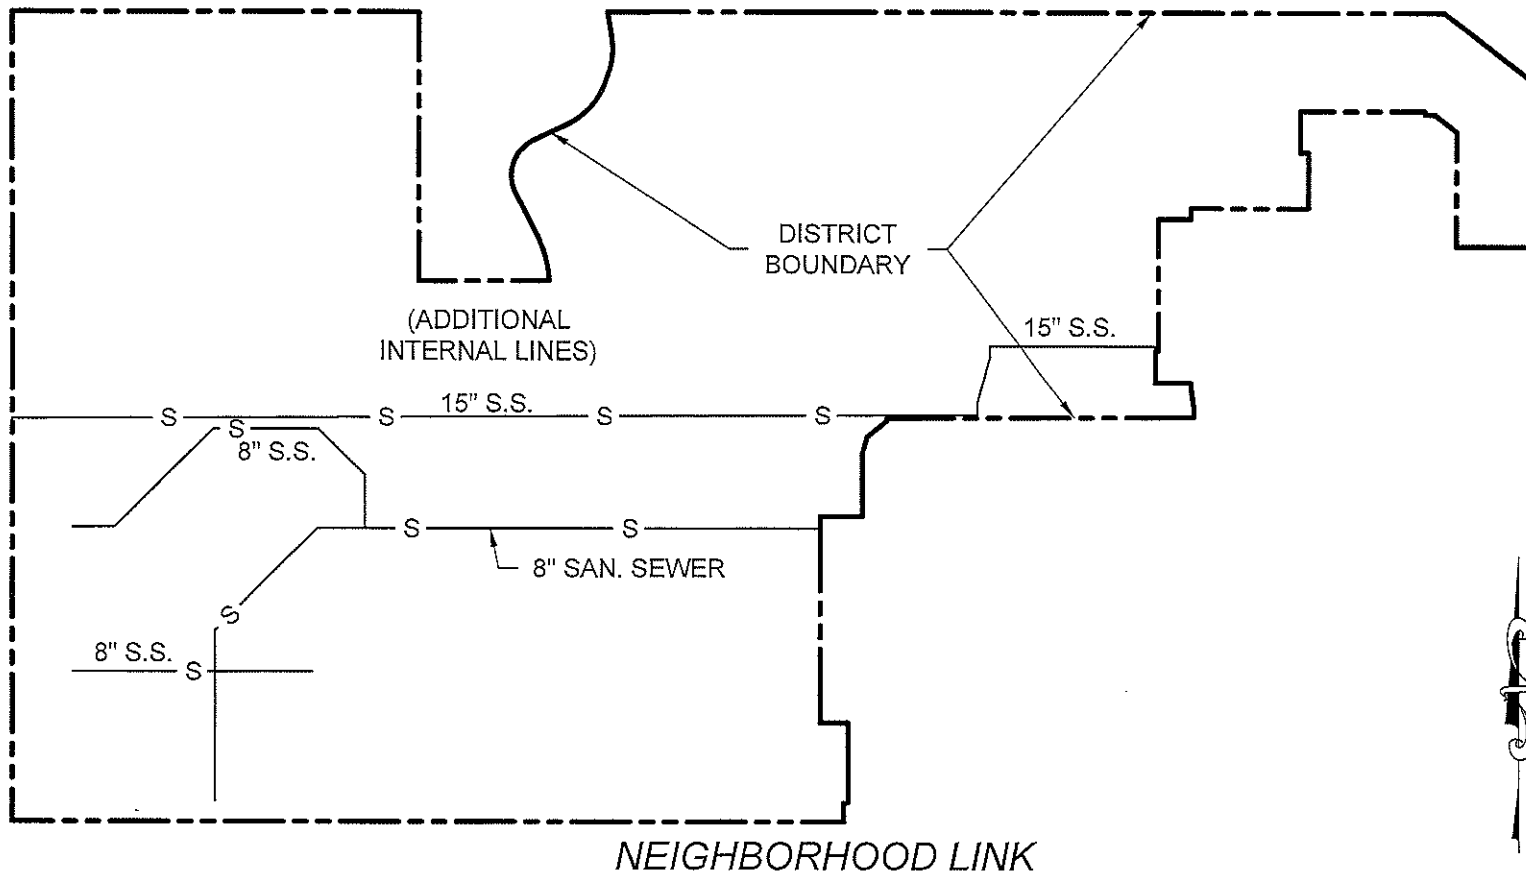 DISTRICT
BOUNDARY
(ADDITIONAL
INTERNAL LINES)
15" S.S.
S
S
15" S.S.
S
S
S
8" S.S.
S
S
8" SAN. SEWER
S
8" S.S.
S
NEIGHBORHOOD LINK